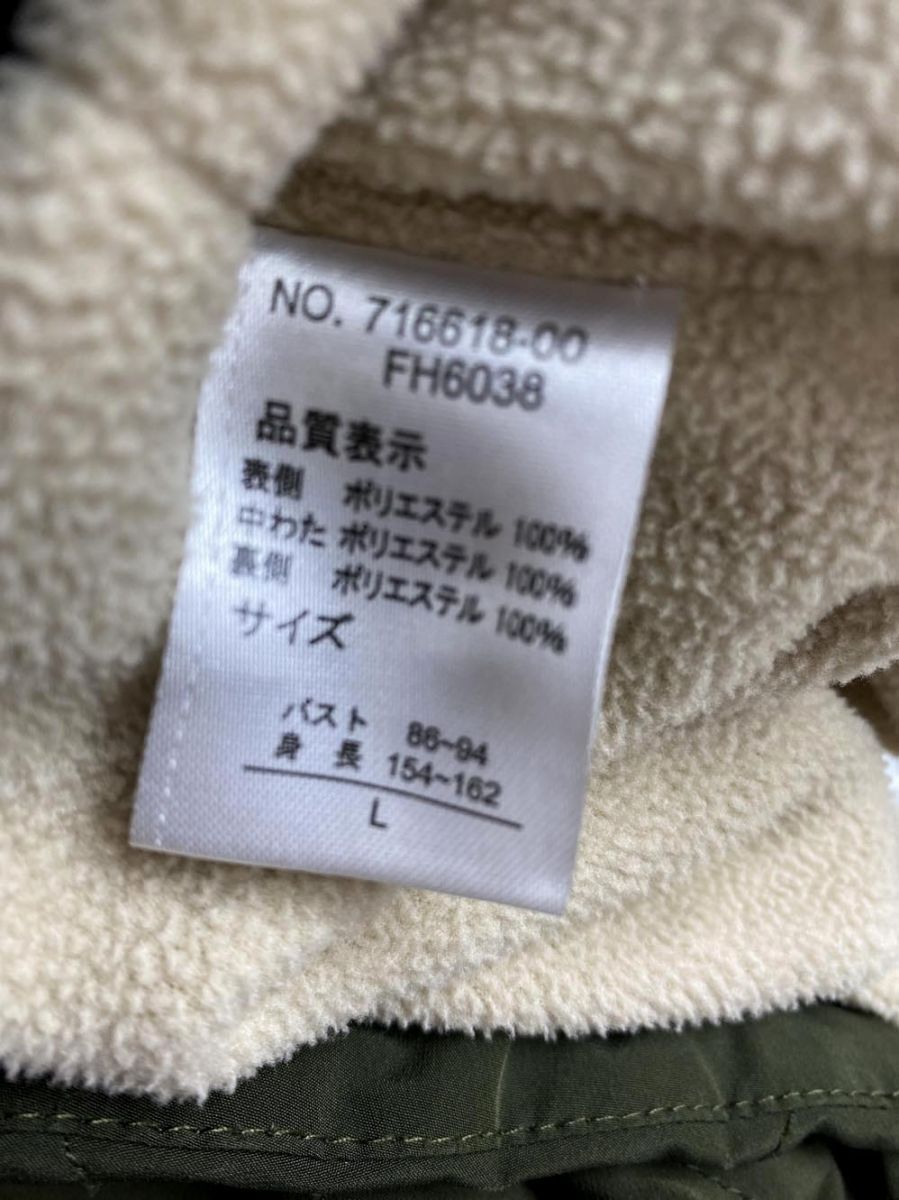 NO. 716618-00
FH6038
品質表示
表側 ポリエステル 100%
中わた ポリエステル 100%
裏側 ポリエステル 100%
サイズ
バスト 86~94
身長 154~162
L